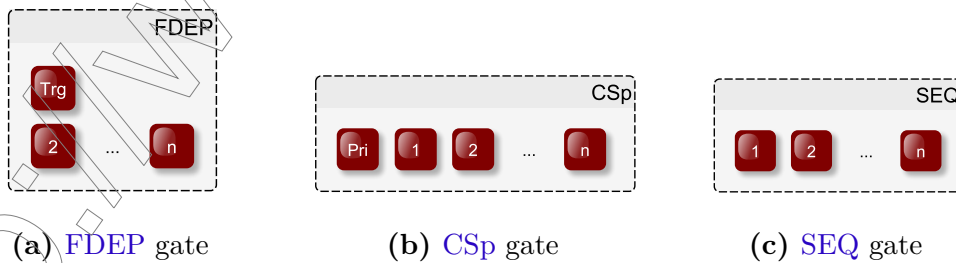 FDEP
Trg
2 ... n
(a) FDEP gate
CSp
Pri 1 2 ... n
(b) CSp gate
SEQ
1 2 ... n
(c) SEQ gate